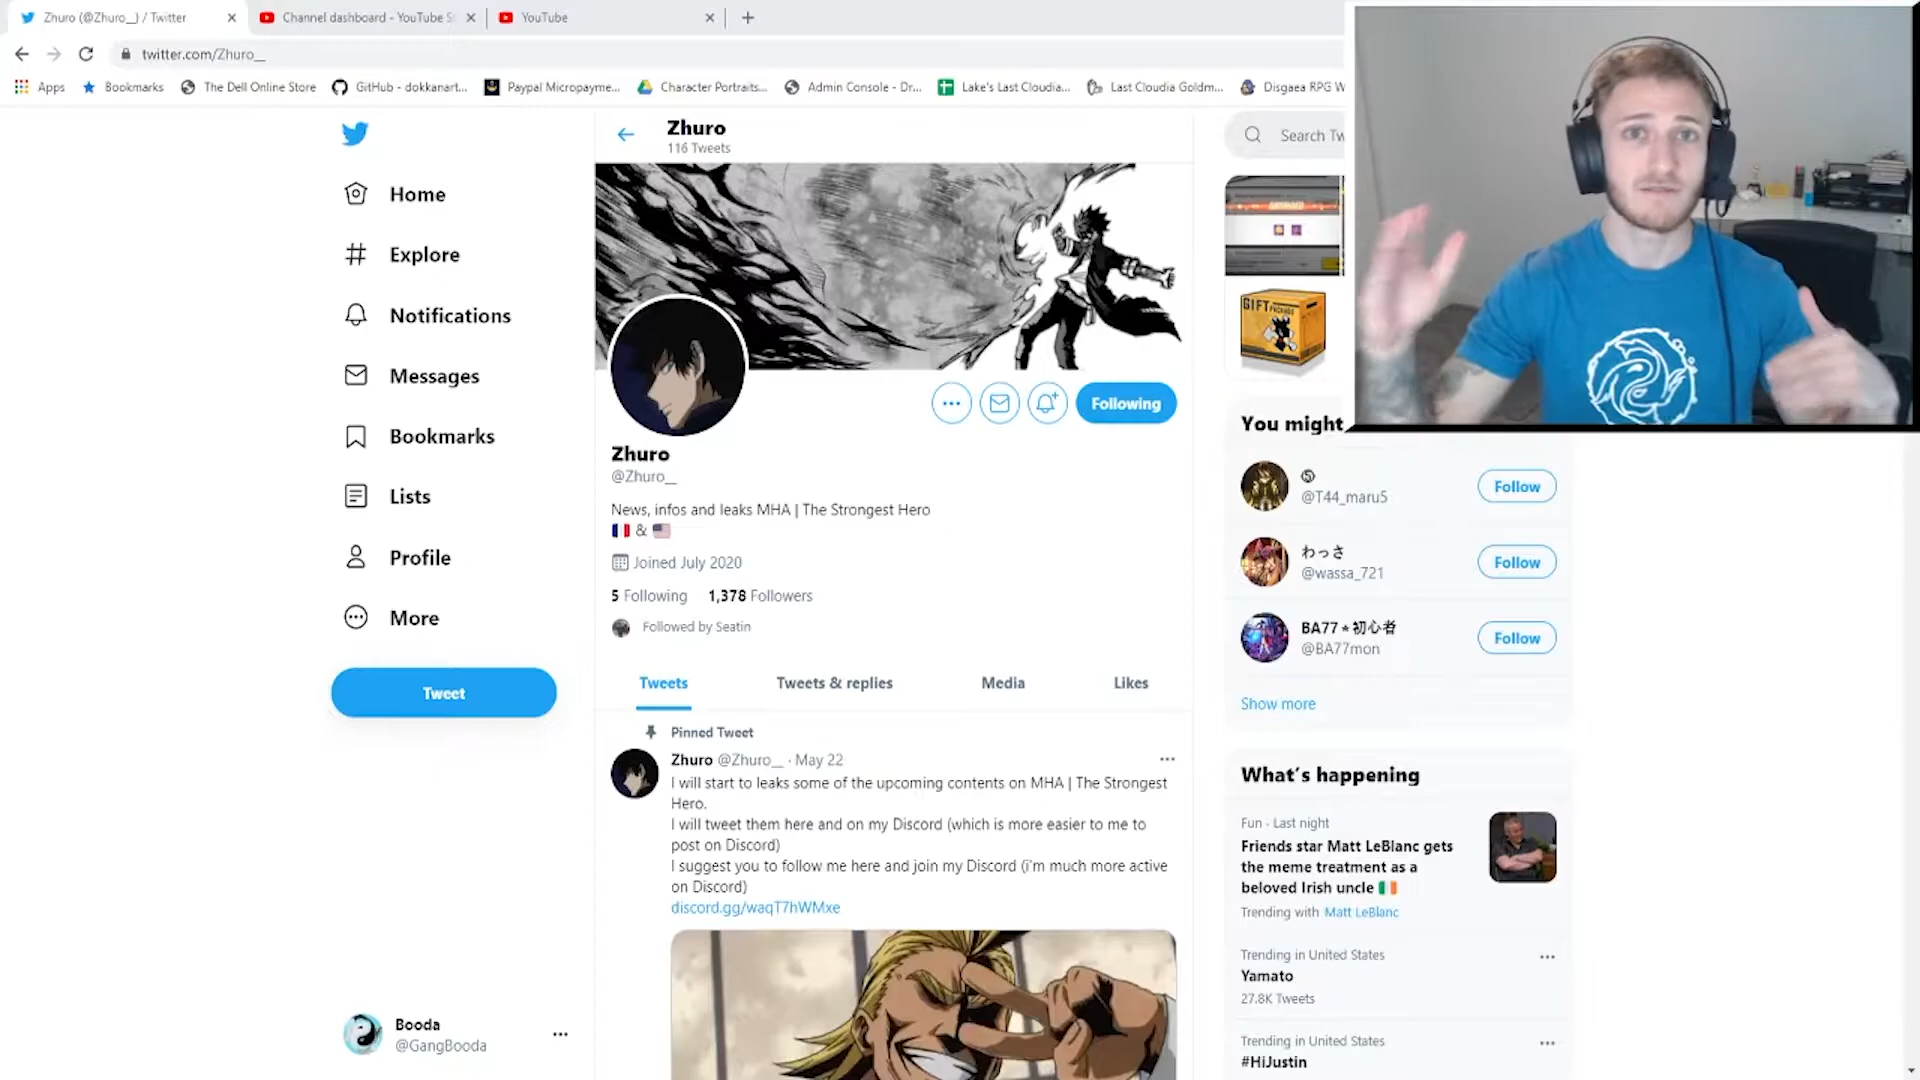 Zhuro (@Zhuro__) / Twitter
Channel dashboard - YouTube S
YouTube
twitter.com/Zhuro__
Apps
Bookmarks
The Dell Online Store
GitHub - dokkanart...
Paypal Micropayme...
Character Portraits...
Admin Console - Dr...
Lake's Last Cloudia...
Last Cloudia Goldm...
Disgaea RPG W
Home
Explore
Notifications
Messages
Bookmarks
Lists
Profile
More
Tweet
Booda
@GangBooda
Zhuro
116 Tweets
Following
Zhuro
@Zhuro__
News, infos and leaks MHA | The Strongest Hero
🇫🇷 & 🇺🇸
Joined July 2020
5 Following 1,378 Followers
Followed by Seatin
Tweets
Tweets & replies
Media
Likes
Pinned Tweet
Zhuro @Zhuro__ · May 22
I will start to leaks some of the upcoming contents on MHA | The Strongest
Hero.
I will tweet them here and on my Discord (which is more easier to me to
post on Discord)
I suggest you to follow me here and join my Discord (i'm much more active
on Discord)
discord.gg/waqT7hWMxe
Search Tw
GIFT
PACKAGE
You might
⑤
@T44_maru5
Follow
わっさ
@wassa_721
Follow
BA77⭑初心者
@BA77mon
Follow
Show more
What's happening
Fun · Last night
Friends star Matt LeBlanc gets
the meme treatment as a
beloved Irish uncle 🇮🇪
Trending with Matt LeBlanc
Trending in United States
Yamato
27.8K Tweets
Trending in United States
#HiJustin